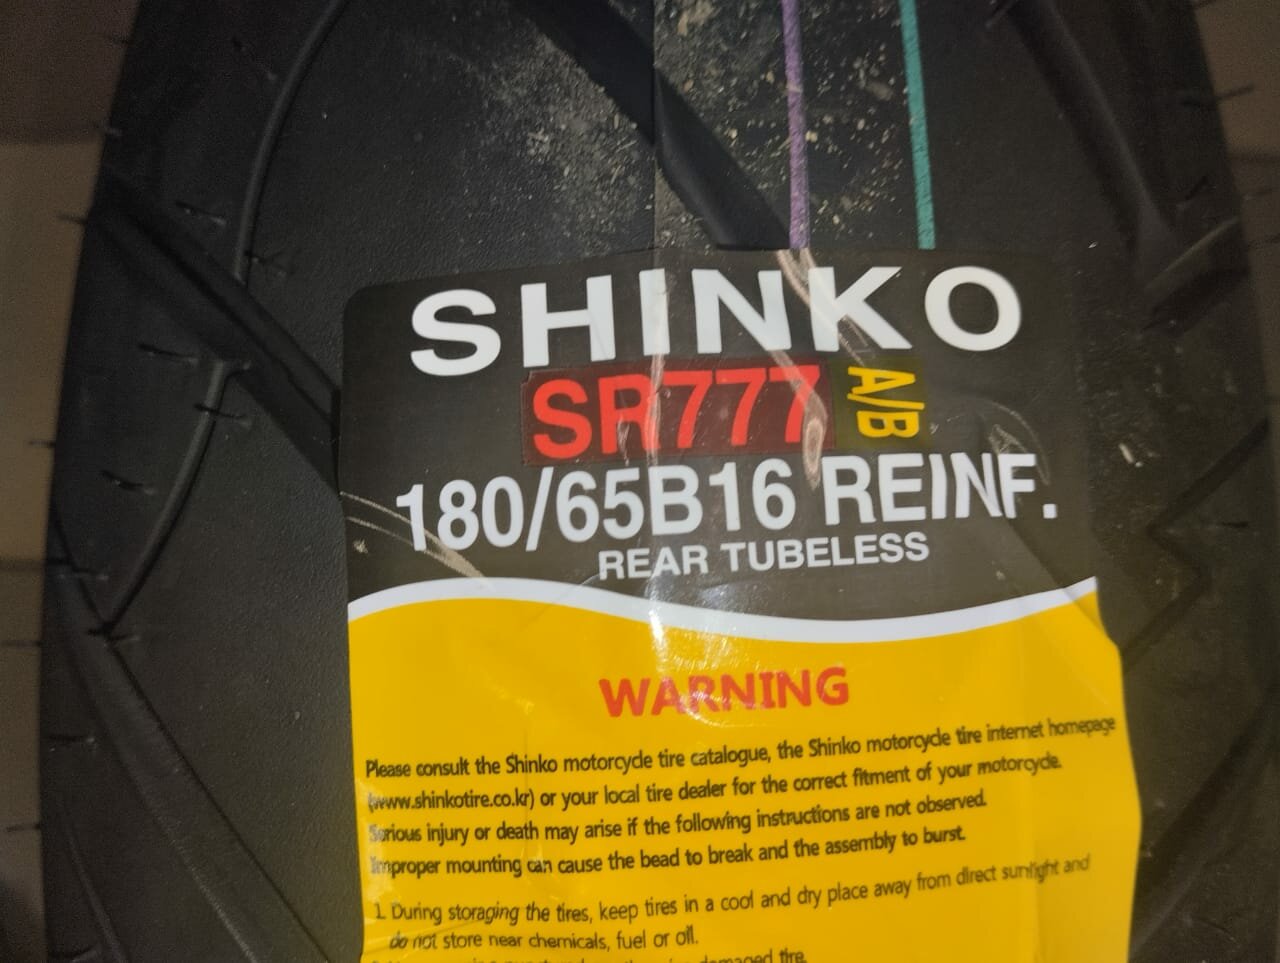 SHINKO
SR777 A/B
180/65B16 REINF.
REAR TUBELESS
WARNING
Please consult the Shinko motorcycle tire catalogue, the Shinko motorcycle tire internet homepage
(www.shinkotire.co.kr) or your local tire dealer for the correct fitment of your motorcycle.
Serious injury or death may arise if the following instructions are not observed.
Improper mounting can cause the bead to break and the assembly to burst.
1. During storaging the tires, keep tires in a cool and dry place away from direct sunlight and
do not store near chemicals, fuel or oil.
damaged tire.